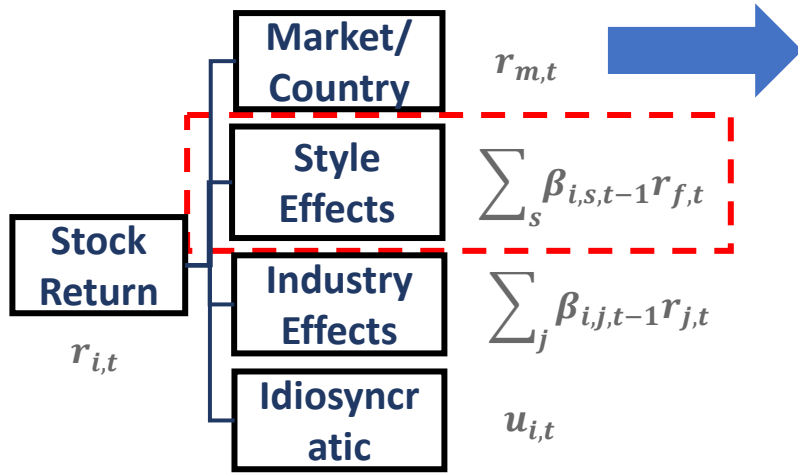 Market/
Country
r_{m,t}
Style
Effects
∑_s β_{i,s,t−1} r_{f,t}
Stock
Return
r_{i,t}
Industry
Effects
∑_j β_{i,j,t−1} r_{j,t}
Idiosyncr
atic
u_{i,t}